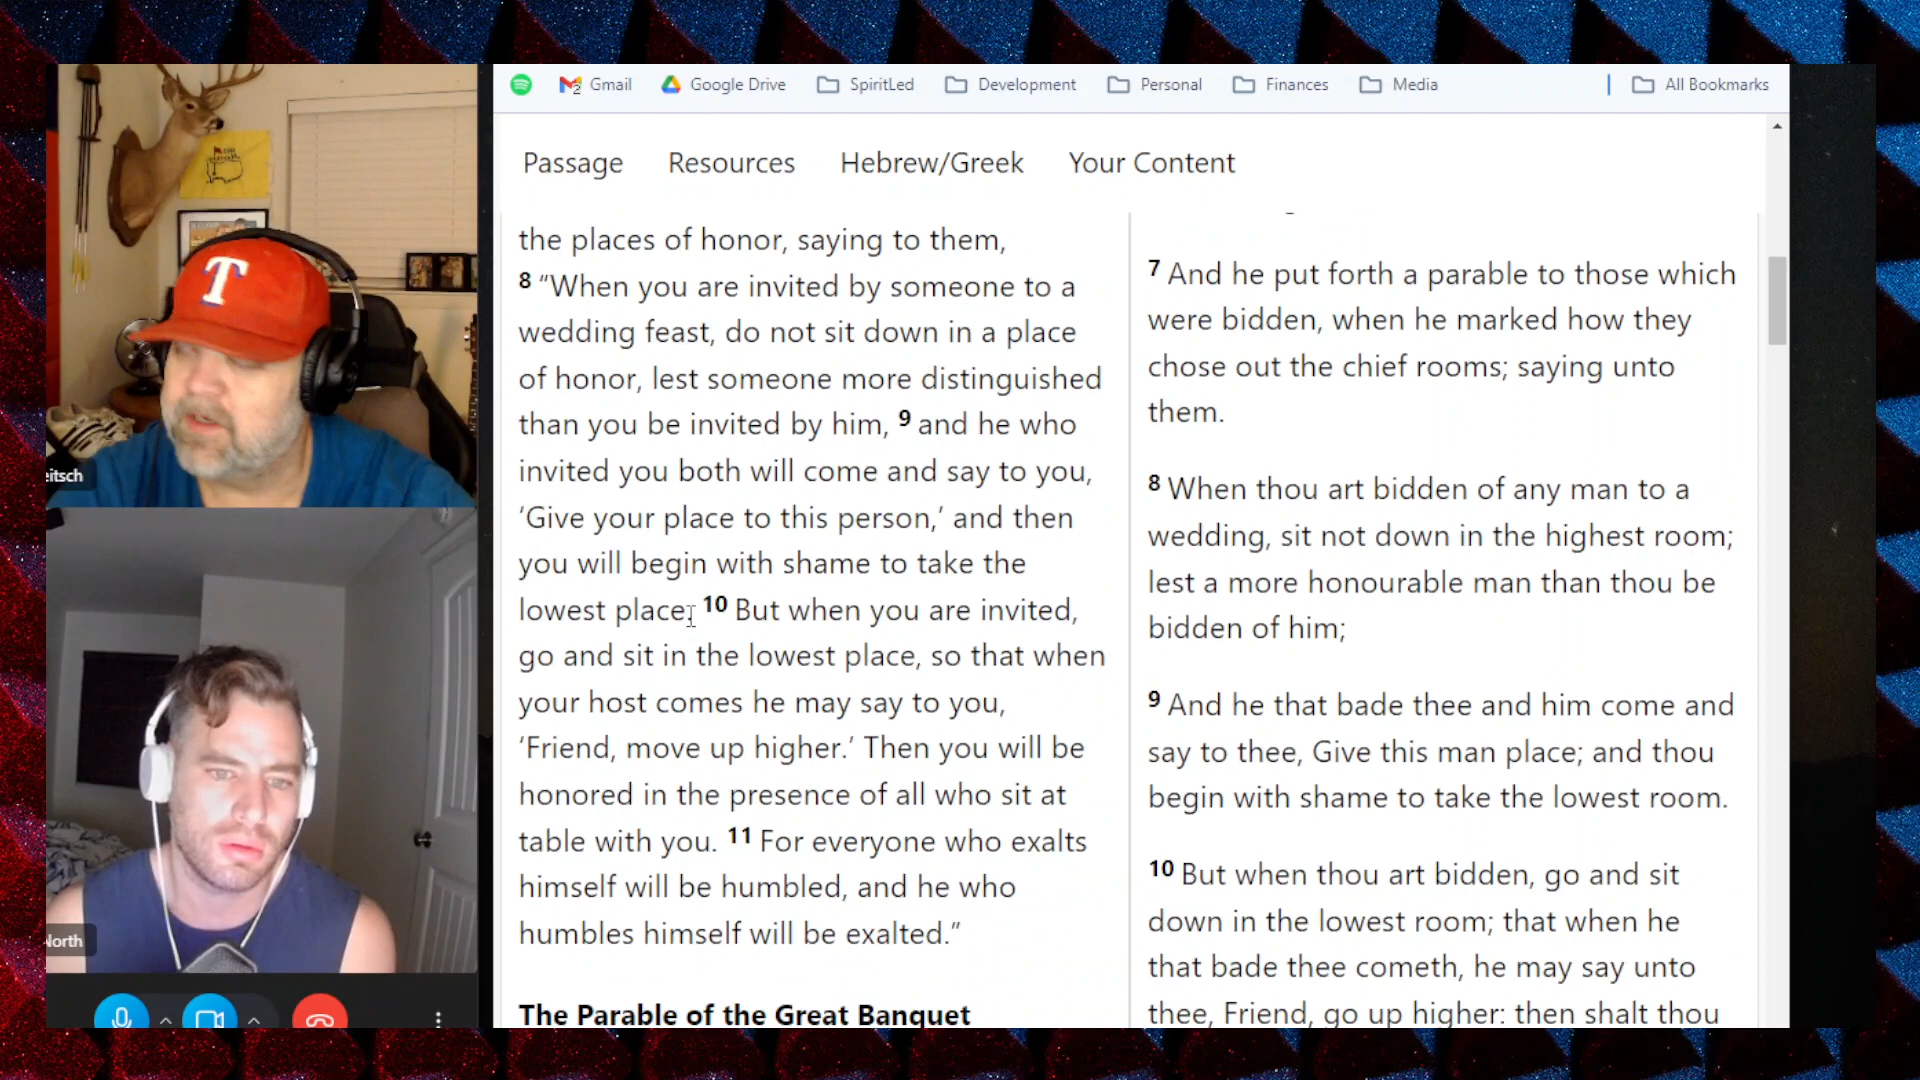 Gmail
Google Drive
SpiritLed
Development
Personal
Finances
Media
All Bookmarks
Passage
Resources
Hebrew/Greek
Your Content
the places of honor, saying to them,
8 “When you are invited by someone to a
wedding feast, do not sit down in a place
of honor, lest someone more distinguished
than you be invited by him, 9 and he who
invited you both will come and say to you,
‘Give your place to this person,’ and then
you will begin with shame to take the
lowest place. 10 But when you are invited,
go and sit in the lowest place, so that when
your host comes he may say to you,
‘Friend, move up higher.’ Then you will be
honored in the presence of all who sit at
table with you. 11 For everyone who exalts
himself will be humbled, and he who
humbles himself will be exalted.”
The Parable of the Great Banquet
7 And he put forth a parable to those which
were bidden, when he marked how they
chose out the chief rooms; saying unto
them.
8 When thou art bidden of any man to a
wedding, sit not down in the highest room;
lest a more honourable man than thou be
bidden of him;
9 And he that bade thee and him come and
say to thee, Give this man place; and thou
begin with shame to take the lowest room.
10 But when thou art bidden, go and sit
down in the lowest room; that when he
that bade thee cometh, he may say unto
thee, Friend, go up higher: then shalt thou
T
eitsch
North